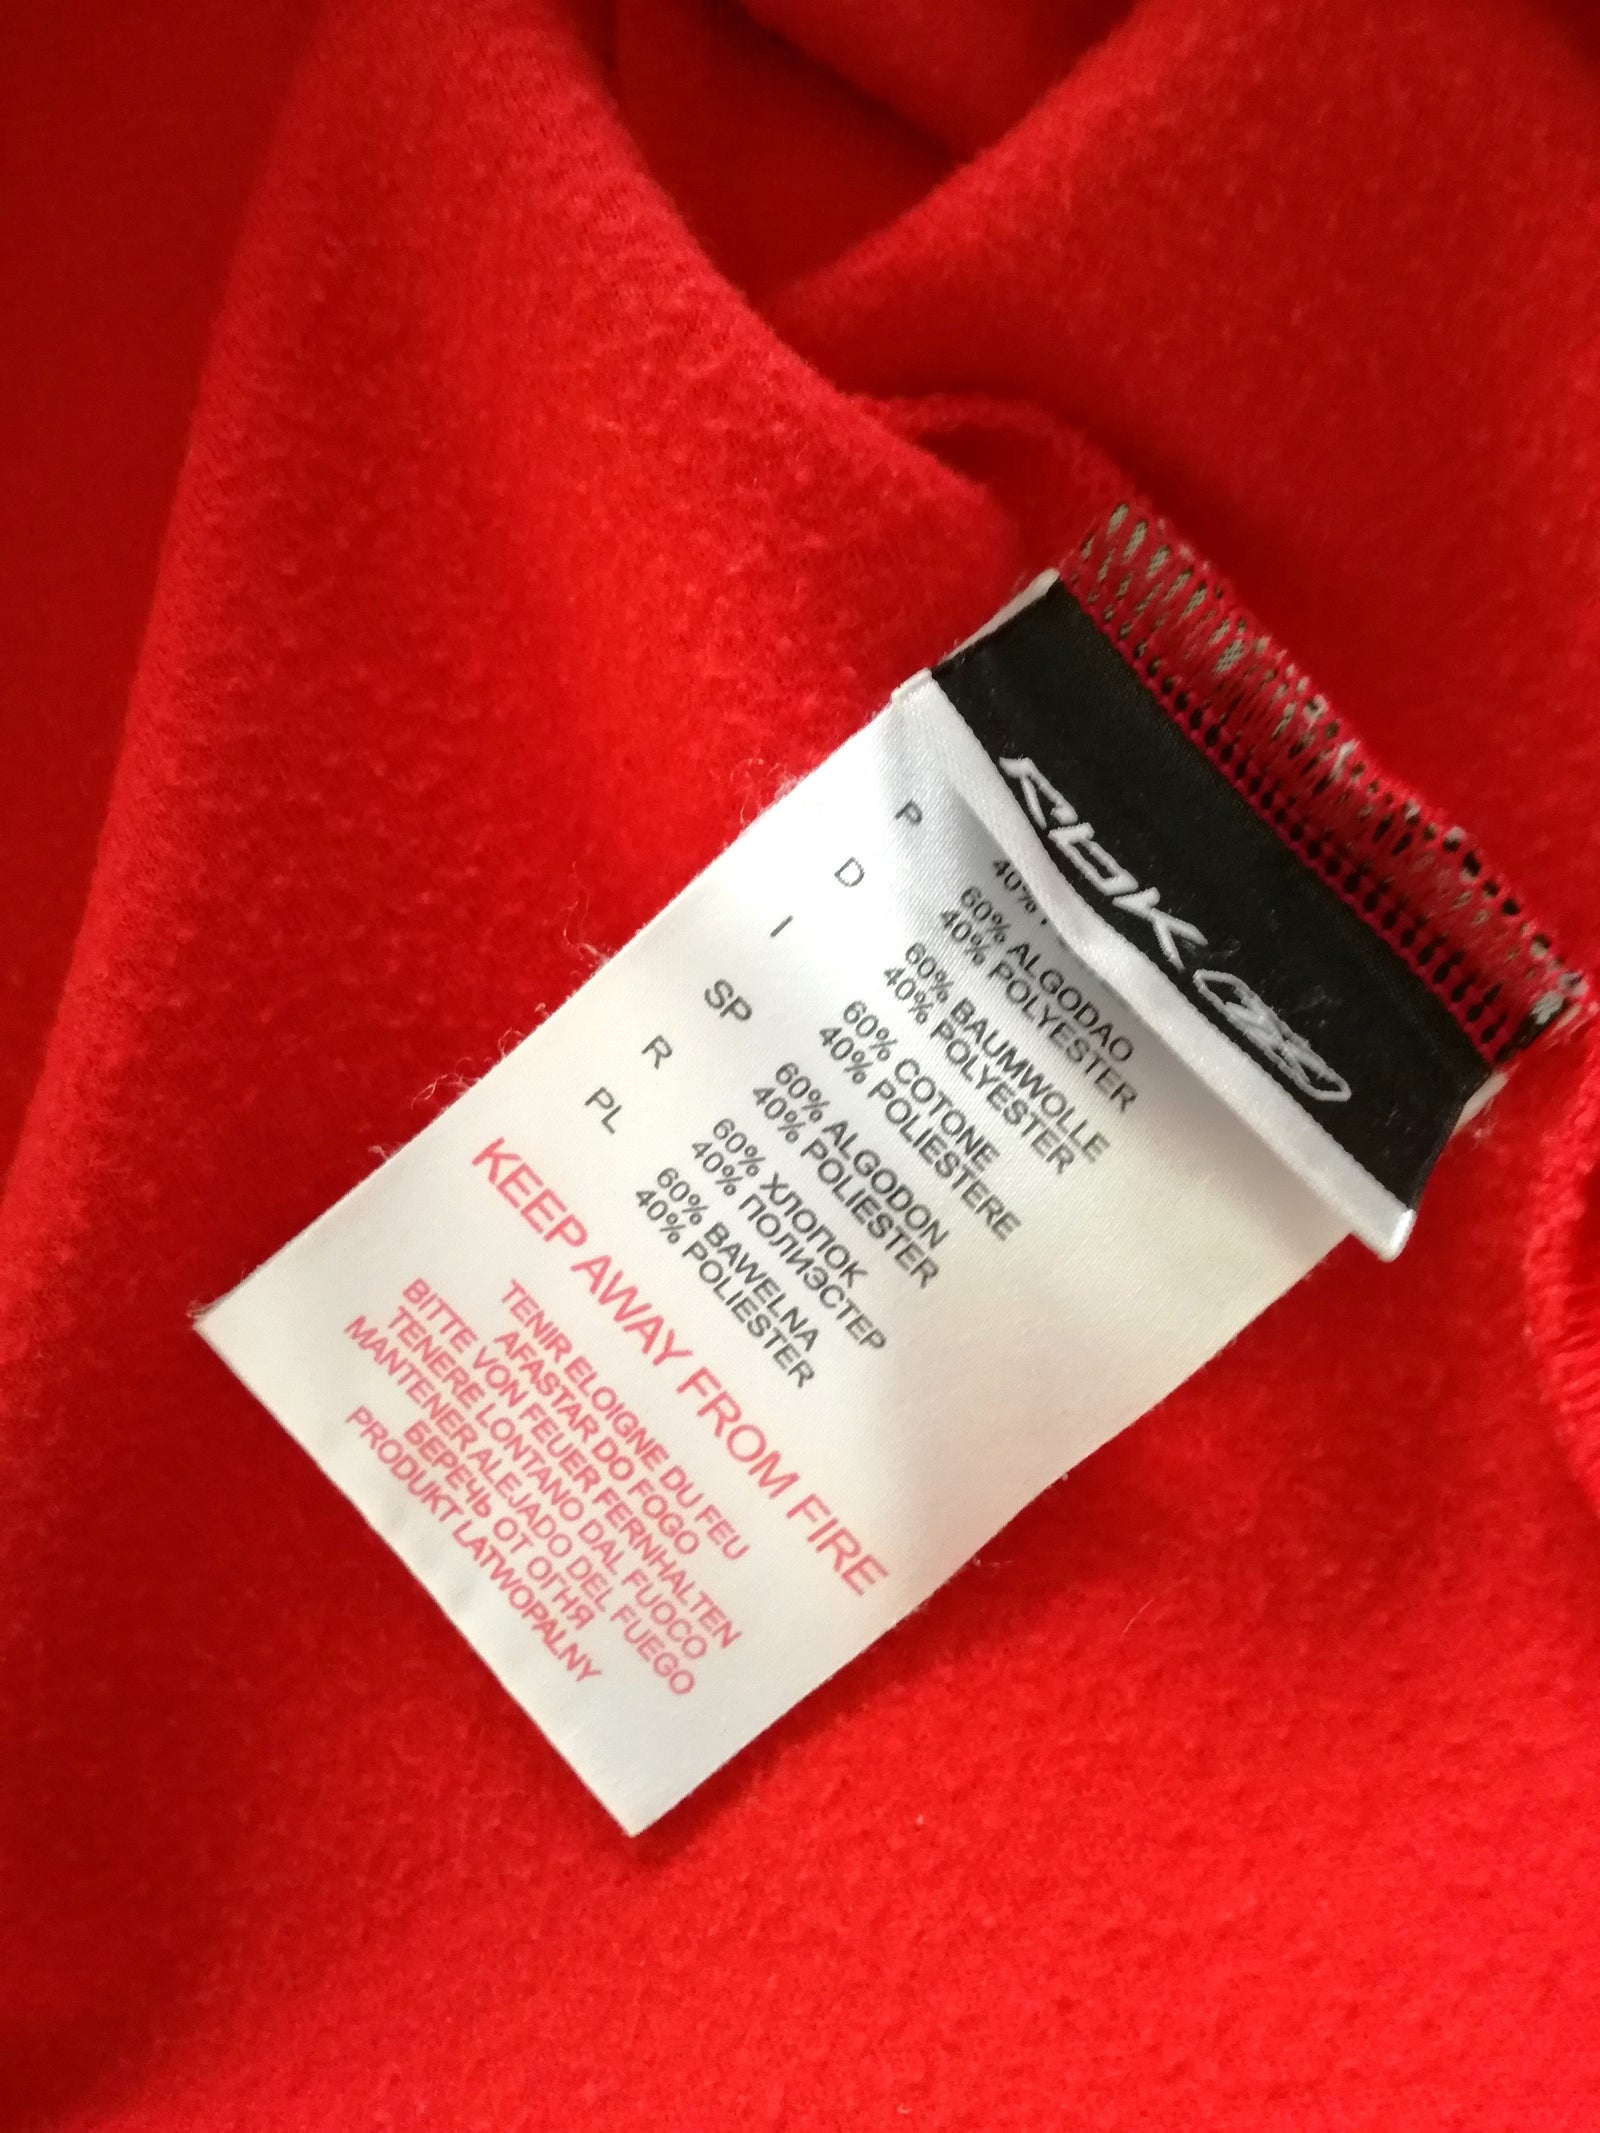 RbK
40%
P 60% ALGODAO
40% POLYESTER
D 60% BAUMWOLLE
40% POLYESTER
I 60% COTONE
40% POLIESTERE
SP 60% ALGODON
40% POLIESTER
R 60% ХЛОПОК
40% ПОЛИЭСТЕР
PL 60% BAWELNA
40% POLIESTER
KEEP AWAY FROM FIRE
TENIR ELOIGNE DU FEU
AFASTAR DO FOGO
BITTE VON FEUER FERNHALTEN
TENERE LONTANO DAL FUOCO
MANTENER ALEJADO DEL FUEGO
БЕРЕЧЬ ОТ ОГНЯ
PRODUKT LATWOPALNY